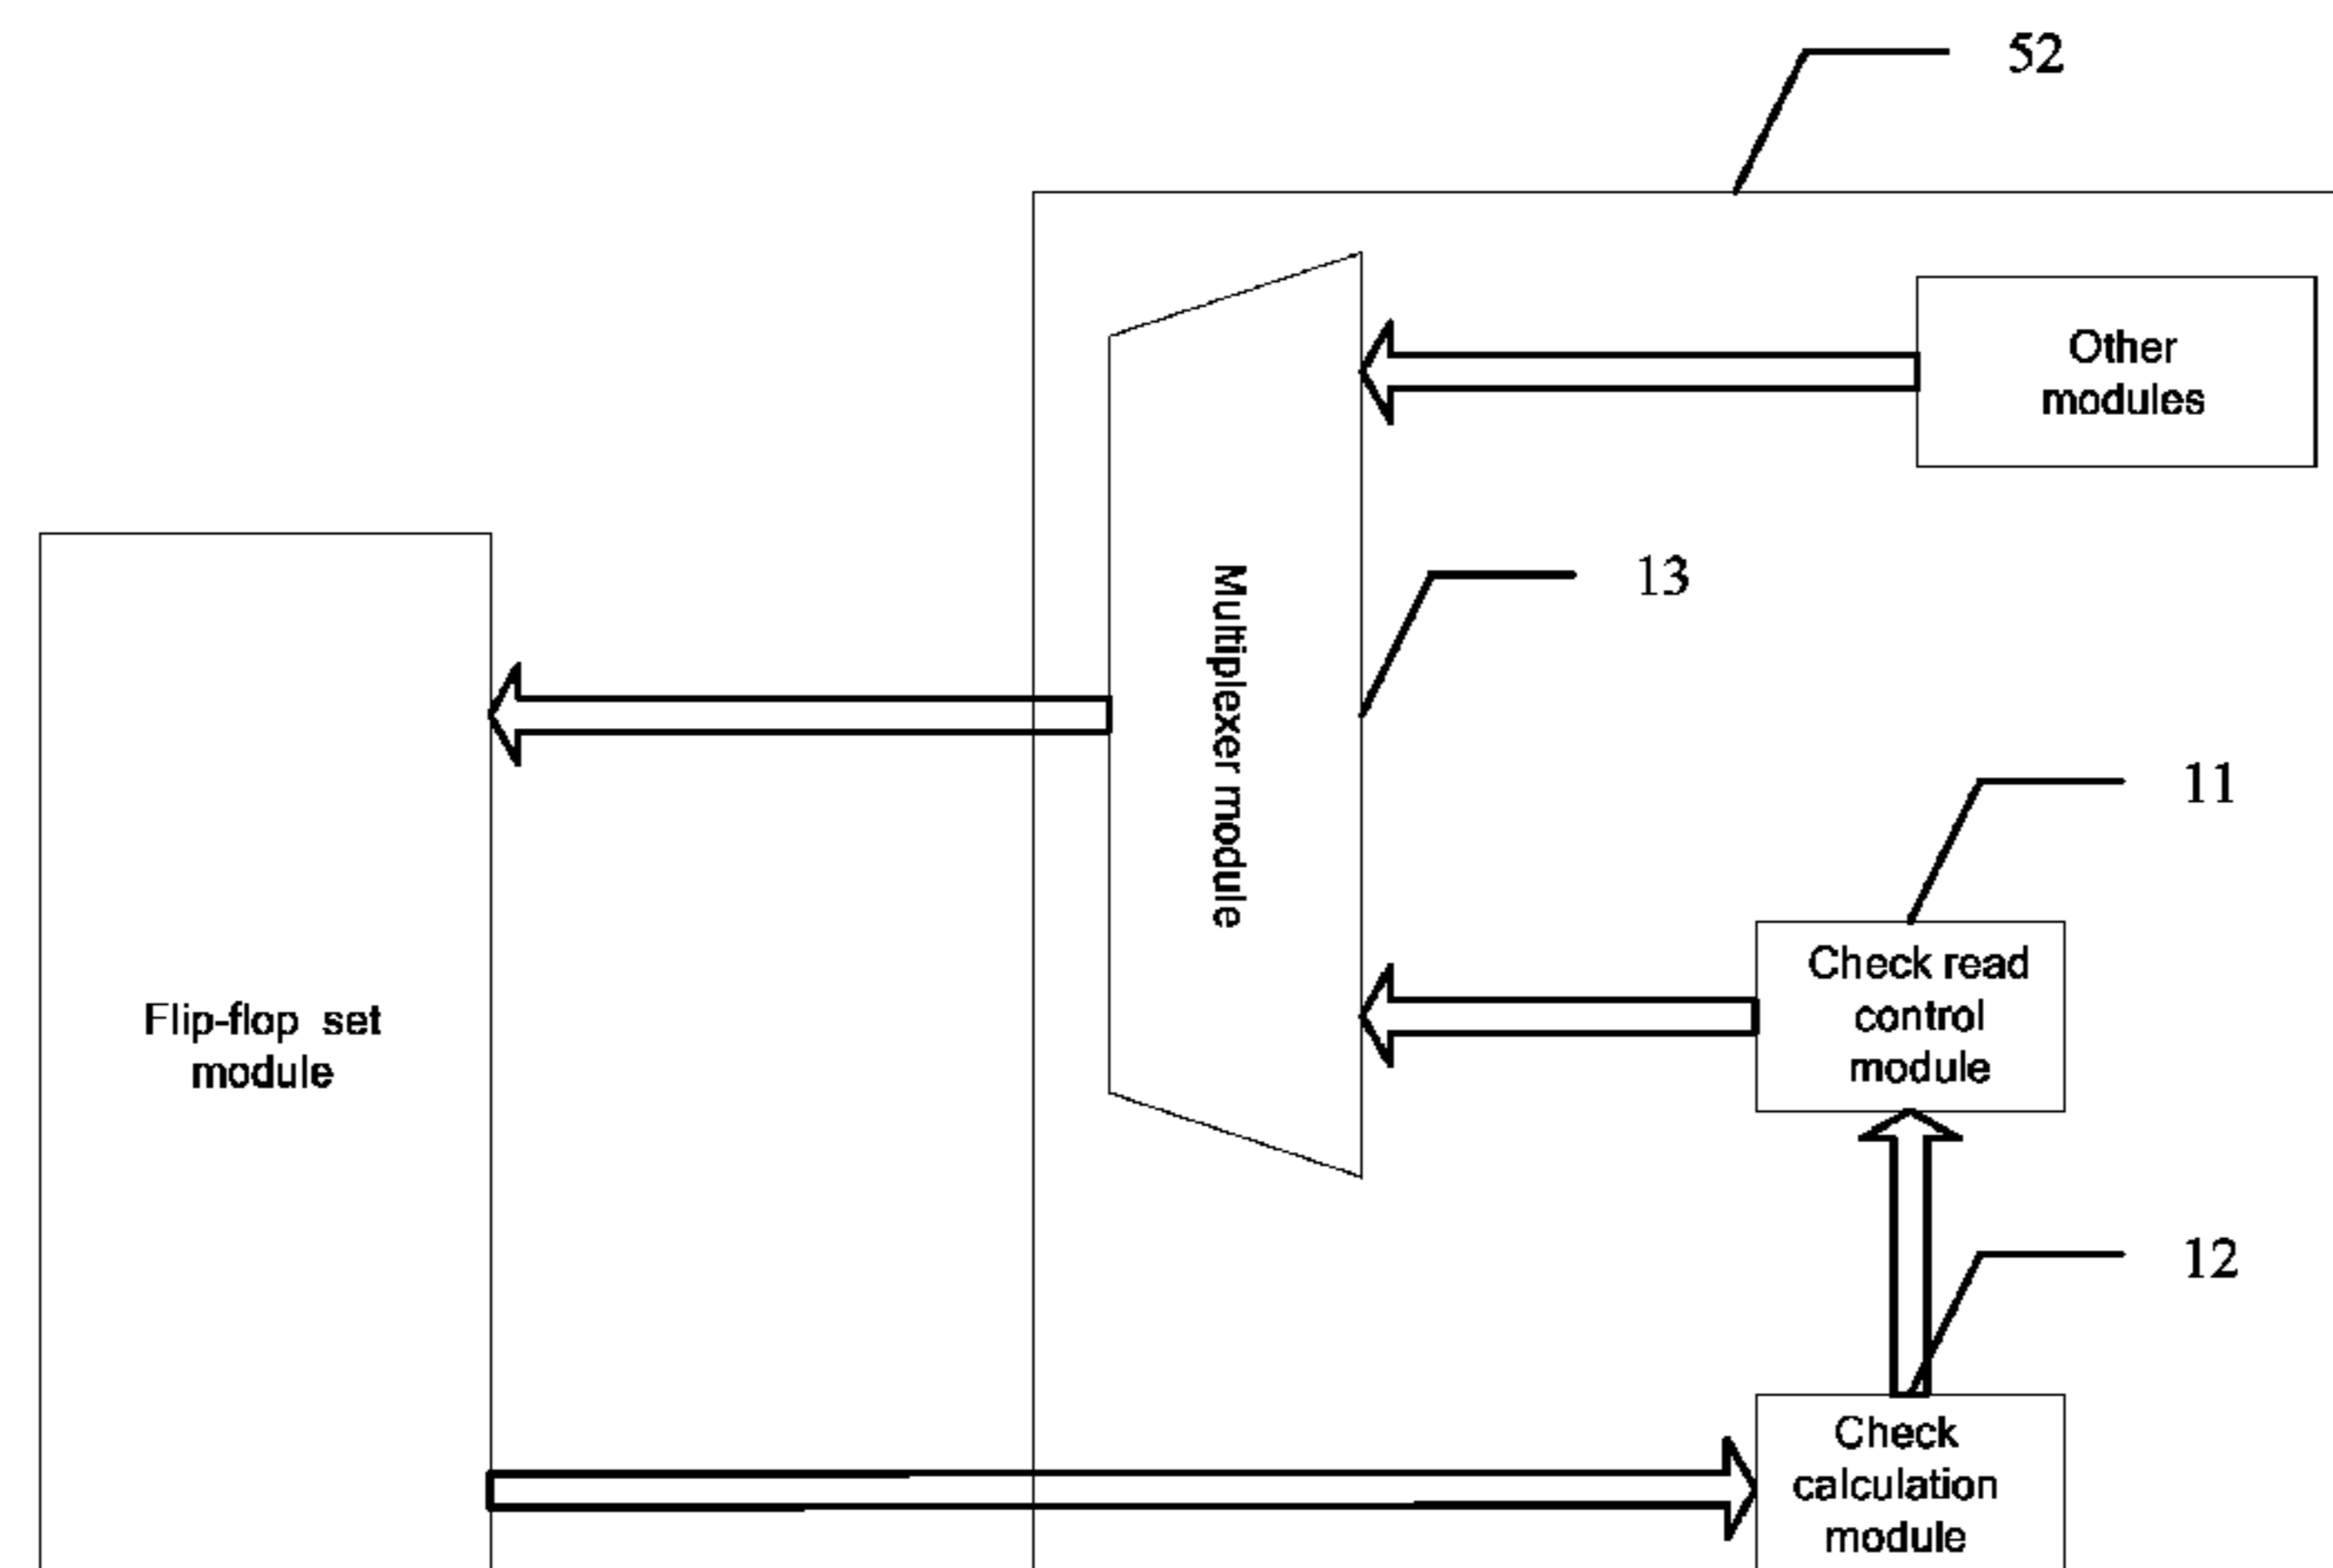 52
Other
modules
13
Multiplexer module
11
Check read
control
module
Flip-flop set
module
12
Check
calculation
module